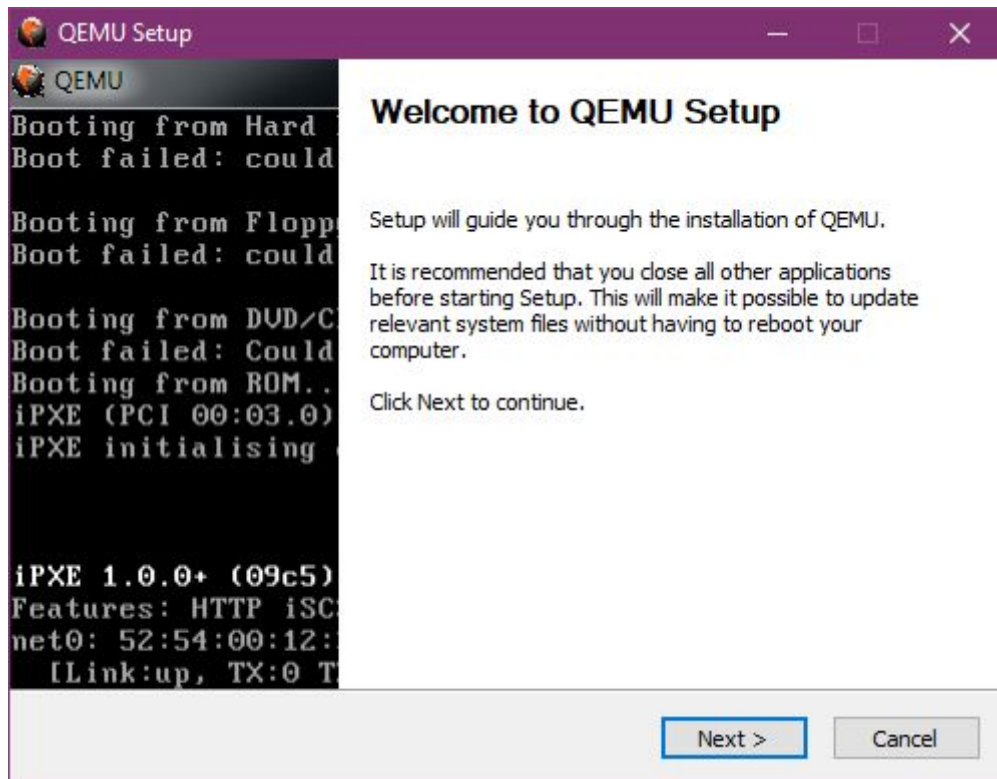 QEMU Setup
QEMU
Booting from Hard
Boot failed: could
Booting from
Boot failed: could
Booting from
Boot failed: Could
Booting from ROM..
iPXE (PCI 00:03.0)
iPXE initialising
iPXE 1.0.0+ (09c5)
Features: HTTP
net0: 52:54:00:12:
[Link:up, TX:0
Welcome to QEMU Setup
Setup will guide you through the installation of QEMU.
It is recommended that you close all other applications
before starting Setup. This will make it possible to update
relevant system files without having to reboot your
computer.
Click Next to continue.
Next >
Cancel